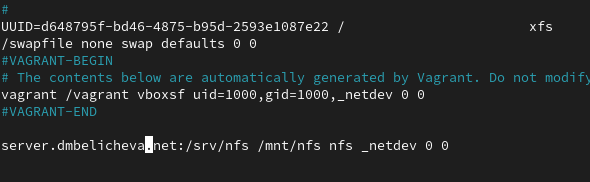 #
UUID=d648795f-bd46-4875-b95d-2593e1087e22 / xfs
/swapfile none swap defaults 0 0
#VAGRANT-BEGIN
# The contents below are automatically generated by Vagrant. Do not modify
vagrant /vagrant vboxsf uid=1000,gid=1000,_netdev 0 0
#VAGRANT-END
server.dmbelicheva.net:/srv/nfs /mnt/nfs nfs _netdev 0 0